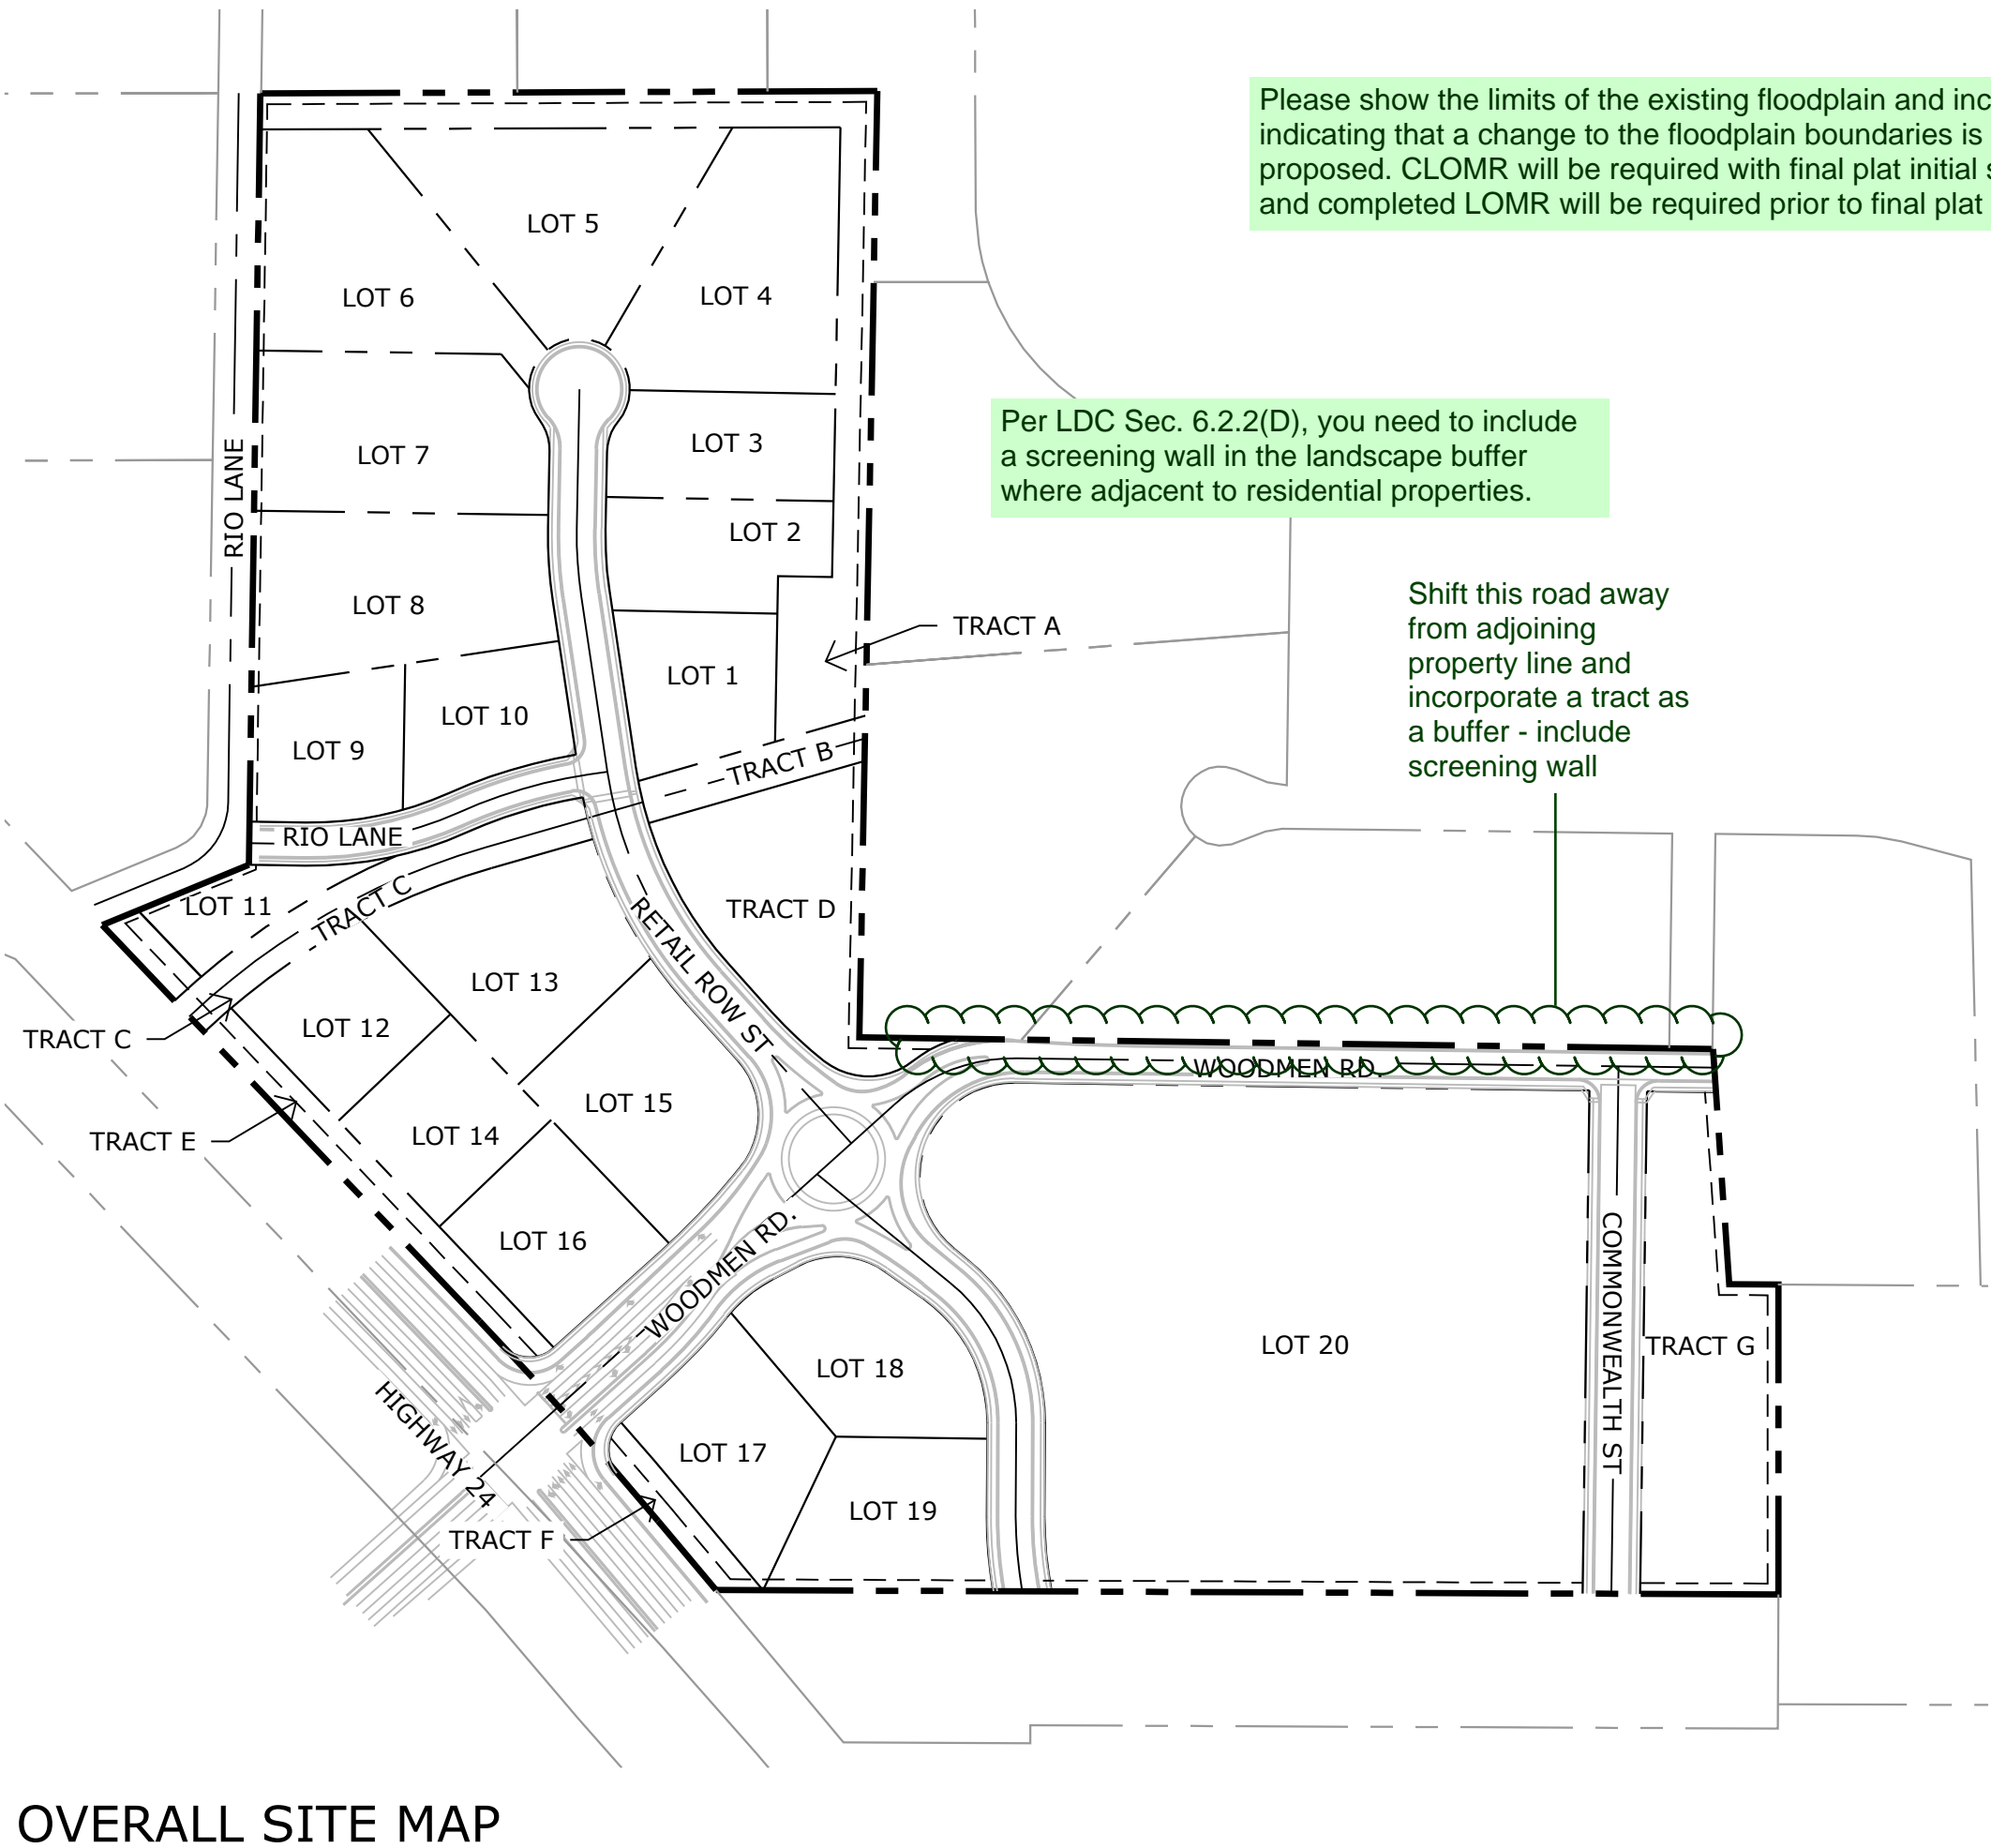 Please show the limits of the existing floodplain and inc
indicating that a change to the floodplain boundaries is
proposed. CLOMR will be required with final plat initial
and completed LOMR will be required prior to final plat
LOT 5
LOT 6
LOT 4
Per LDC Sec. 6.2.2(D), you need to include
a screening wall in the landscape buffer
where adjacent to residential properties.
LOT 7
LOT 3
RIO LANE
LOT 2
LOT 8
Shift this road away
from adjoining
property line and
incorporate a tract as
a buffer - include
screening wall
TRACT A
LOT 1
LOT 10
LOT 9
TRACT B
RIO LANE
LOT 11
TRACT C
TRACT D
RETAIL ROW ST
LOT 13
LOT 12
TRACT C
WOODMEN RD.
LOT 15
LOT 14
TRACT E
LOT 16
WOODMEN RD.
COMMONWEALTH ST
LOT 20
TRACT G
LOT 18
HIGHWAY 24
LOT 17
LOT 19
TRACT F
OVERALL SITE MAP